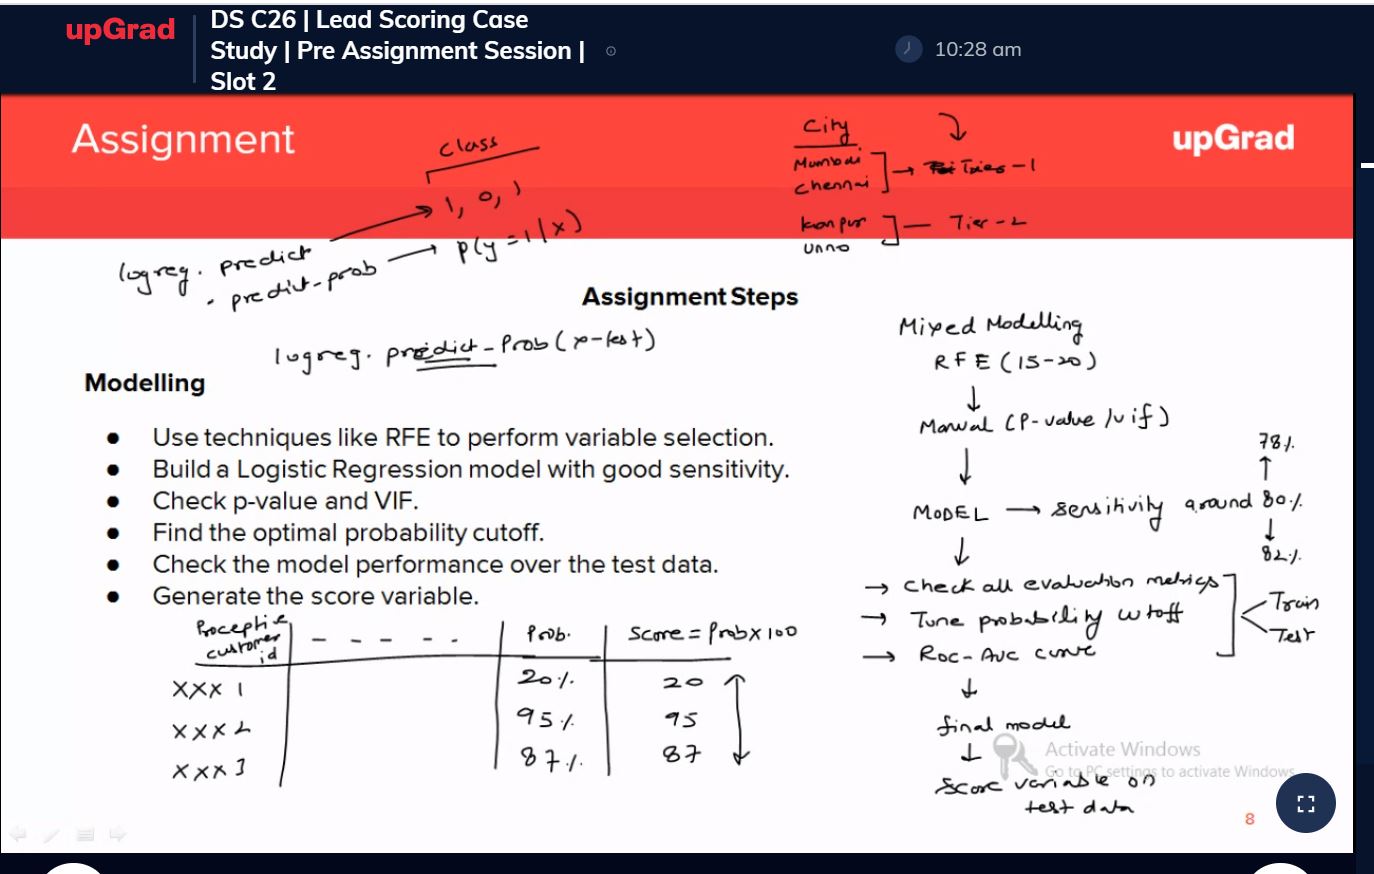 upGrad
DS C26 | Lead Scoring Case
Study | Pre Assignment Session |
Slot 2
10:28 am
Assignment
upGrad
class
1, 0, 1
logreg. predict
. predict-prob
P(y=1/x)
logreg. predict-Prob(x-test)
City
Mumbai
Chennai
Tires-1
kanpur
unno
Tier-2
Assignment Steps
Modelling
● Use techniques like RFE to perform variable selection.
● Build a Logistic Regression model with good sensitivity.
● Check p-value and VIF.
● Find the optimal probability cutoff.
● Check the model performance over the test data.
● Generate the score variable.
customer
id
- - - - -
Prob.
Score = Prob x 100
XXX 1
20%
20
XXX 2
95%
95
XXX 3
87%
87
Mixed Modelling
RFE (15-20)
Manual (P-value/vif)
MODEL → Sensitivity around 80%
78%
82%
→ Check all evaluation metrics
→ Tune probability cutoff
→ Roc-Auc curve
Train
Test
final model
Score variable on
test data
Activate Windows
Go to PC settings to activate Windows.
8